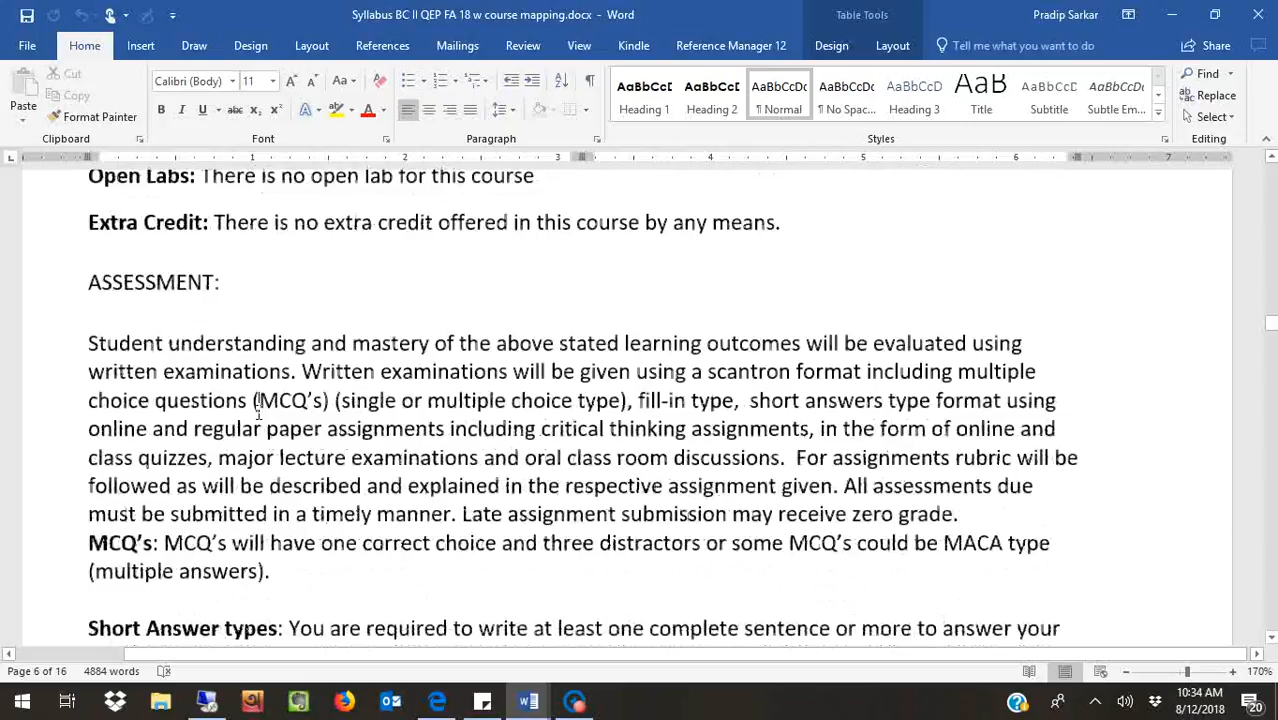 Syllabus BC II QEP FA 18 w course mapping.docx - Word
Table Tools
Pradip Sarkar
File Home Insert Draw Design Layout References Mailings Review View Kindle Reference Manager 12 Design Layout Tell me what you want to do Share
Paste
Cut
Copy
Format Painter
Calibri (Body) 11
AaBbCcDc Heading 1
AaBbCcDc Heading 2
AaBbCcDc ¶ Normal
AaBbCcDc ¶ No Spac...
AaBbCcDc Heading 3
AaB Title
AaBbCcDc Subtitle
AaBbCcDc Subtle Em...
Find
Replace
Select
Clipboard Font Paragraph Styles Editing
1 2 3 4 5 6 7
Open Labs: There is no open lab for this course
Extra Credit: There is no extra credit offered in this course by any means.
ASSESSMENT:
Student understanding and mastery of the above stated learning outcomes will be evaluated using
written examinations. Written examinations will be given using a scantron format including multiple
choice questions (MCQ's) (single or multiple choice type), fill-in type, short answers type format using
online and regular paper assignments including critical thinking assignments, in the form of online and
class quizzes, major lecture examinations and oral class room discussions. For assignments rubric will be
followed as will be described and explained in the respective assignment given. All assessments due
must be submitted in a timely manner. Late assignment submission may receive zero grade.
MCQ's: MCQ's will have one correct choice and three distractors or some MCQ's could be MACA type
(multiple answers).
Short Answer types: You are required to write at least one complete sentence or more to answer your
Page 6 of 16 4884 words 170%
10:34 AM
8/12/2018
20